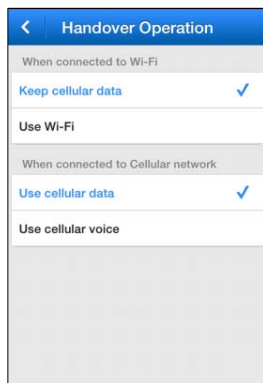 Handover Operation
When connected to Wi-Fi
Keep cellular data
Use Wi-Fi
When connected to Cellular network
Use cellular data
Use cellular voice